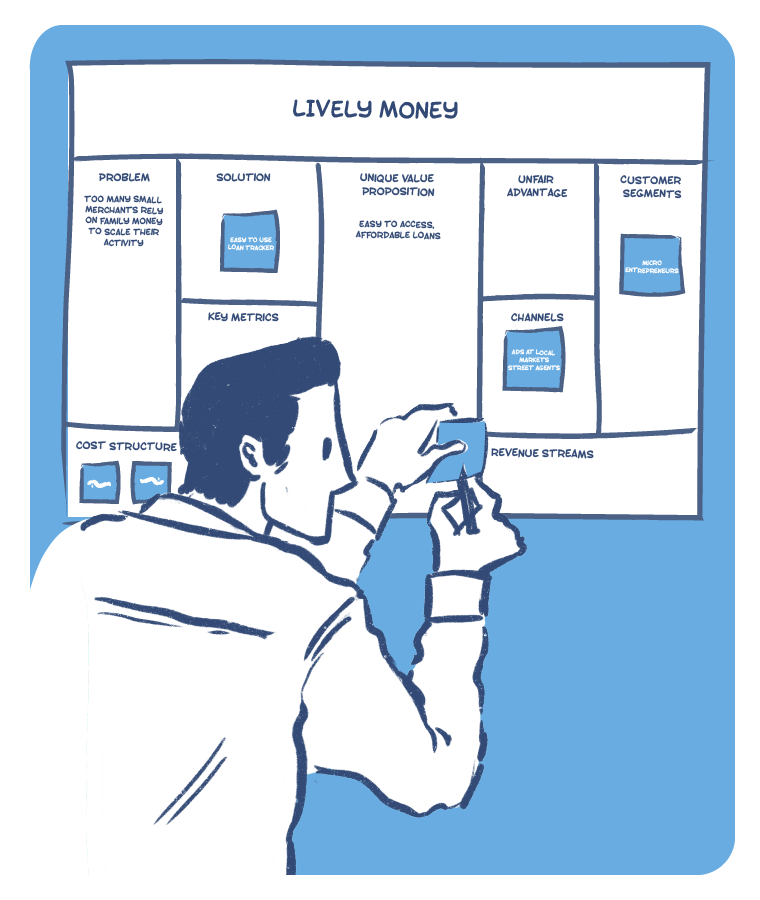 LIVELY MONEY
PROBLEM
TOO MANY SMALL
MERCHANTS RELY
ON FAMILY MONEY
TO SCALE THEIR
ACTIVITY
SOLUTION
EASY TO USE
LOAN TRACKER
KEY METRICS
UNIQUE VALUE
PROPOSITION
EASY TO ACCESS,
AFFORDABLE LOANS
UNFAIR
ADVANTAGE
CHANNELS
ADS AT LOCAL
MARKETS
STREET AGENTS
CUSTOMER
SEGMENTS
MICRO
ENTREPRENEURS
COST STRUCTURE
REVENUE STREAMS